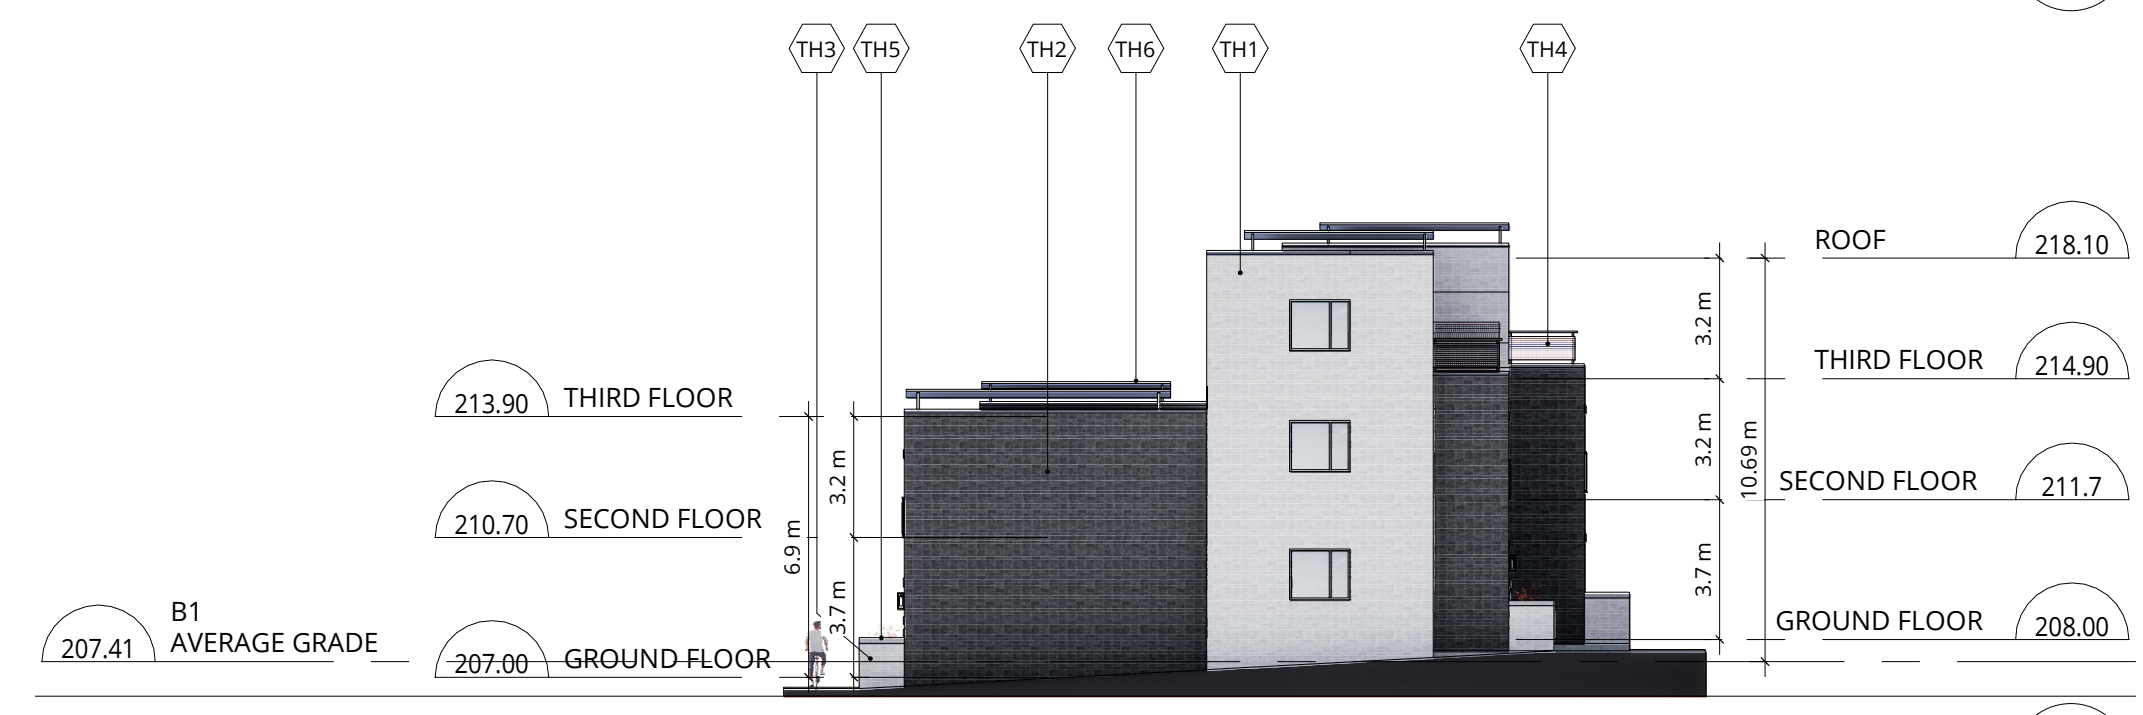 TH3
TH5
TH2
TH6
TH1
TH4
ROOF
218.10
3.2 m
THIRD FLOOR
214.90
213.90
THIRD FLOOR
3.2 m
3.2 m
10.69 m
SECOND FLOOR
211.7
210.70
SECOND FLOOR
6.9 m
3.7 m
3.7 m
B1
207.41
AVERAGE GRADE
207.00
GROUND FLOOR
GROUND FLOOR
208.00